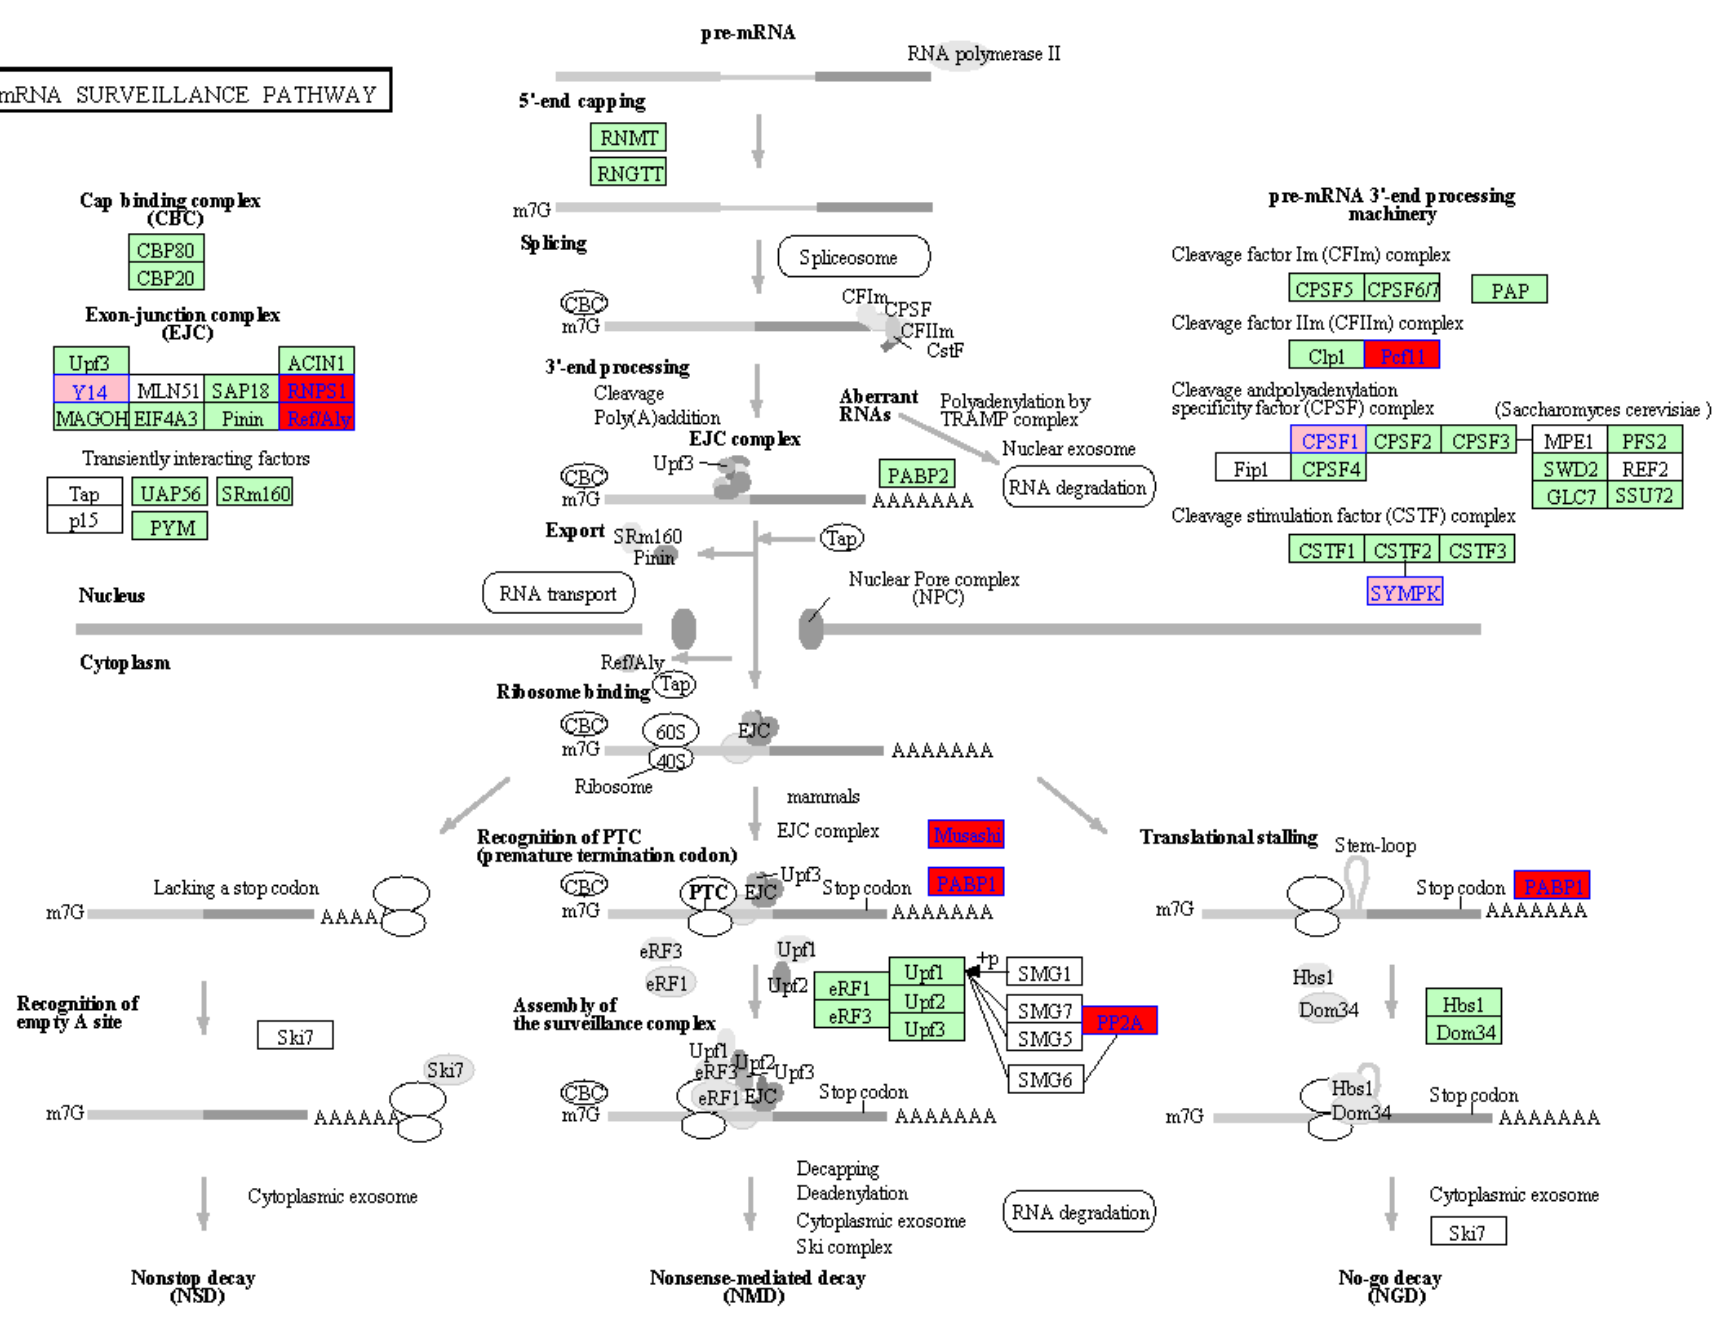 pre-mRNA
RNA polymerase II
mRNA SURVEILLANCE PATHWAY
5'-end capping
RNMT
RNGTT
m7G
Cap binding complex
(CBC)
CBP80
CBP20
Splicing
Spliceosome
pre-mRNA 3'-end processing
machinery
Cleavage factor Im (CFIm) complex
CPSF5 CPSF6/7 PAP
Cleavage factor IIm (CFIIm) complex
Clp1 Pcf11
Cleavage andpolyadenylation
specificity factor (CPSF) complex
(Saccharomyces cerevisiae )
CPSF1 CPSF2 CPSF3 MPE1 PFS2
Fip1 CPSF4 SWD2 REF2
GLC7 SSU72
Cleavage stimulation factor (CSTF) complex
CSTF1 CSTF2 CSTF3
SYMPK
Exon-junction complex
(EJC)
Upf3 ACIN1
Y14 MLN51 SAP18 RNPS1
MAGOH EIF4A3 Pinin Ref/Aly
Transiently interacting factors
Tap UAP56 SRm160
p15 PYM
CBC
m7G
CFIm
CPSF
CFIIm
CstF
3'-end processing
Cleavage
Poly(A)addition
Aberrant
RNAs
Polyadenylation by
TRAMP complex
Nuclear exosome
RNA degradation
EJC complex
Upf3
CBC
m7G
PABP2
AAAAAAA
Export
SRm160
Pinin
Tap
RNA transport
Nuclear Pore complex
(NPC)
Nucleus
Cytoplasm
Ref/Aly
Tap
Ribosome binding
CBC
m7G
60S
40S
EJC
AAAAAAA
Ribosome
mammals
EJC complex
Musashi
Recognition of PTC
(premature termination codon)
CBC
m7G
PTC
EJC
Upf3
Stop codon
PABP1
AAAAAAA
Translational stalling
Stem-loop
m7G
Stop codon
PABP1
AAAAAAA
Lacking a stop codon
m7G
AAAA
eRF3
eRF1
Upf1
Upf2
Assembly of
the surveillance complex
eRF1
eRF3
Upf1
Upf2
Upf3
+p
SMG1
SMG7
SMG5
SMG6
PP2A
Hbs1
Dom34
Hbs1
Dom34
Recognition of
empty A site
Ski7
Ski7
m7G
AAAAAA
CBC
m7G
Upf1
Upf2
eRF3
Upf3
eRF1
EJC
Stop codon
AAAAAAA
m7G
Hbs1
Dom34
Stop codon
AAAAAAA
Cytoplasmic exosome
Decapping
Deadenylation
Cytoplasmic exosome
Ski complex
RNA degradation
Cytoplasmic exosome
Ski7
Nonstop decay
(NSD)
Nonsense-mediated decay
(NMD)
No-go decay
(NGD)